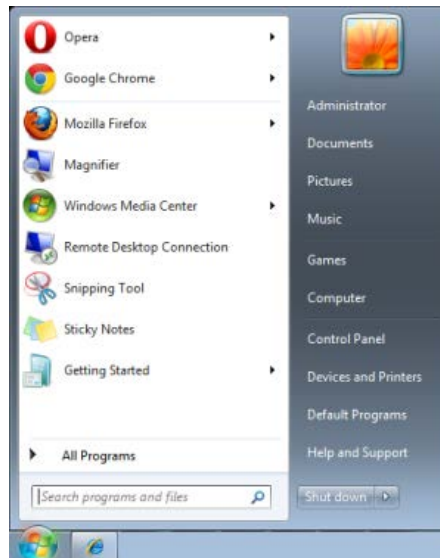 Opera
Google Chrome
Mozilla Firefox
Magnifier
Windows Media Center
Remote Desktop Connection
Snipping Tool
Sticky Notes
Getting Started
All Programs
Search programs and files
Administrator
Documents
Pictures
Music
Games
Computer
Control Panel
Devices and Printers
Default Programs
Help and Support
Shut down